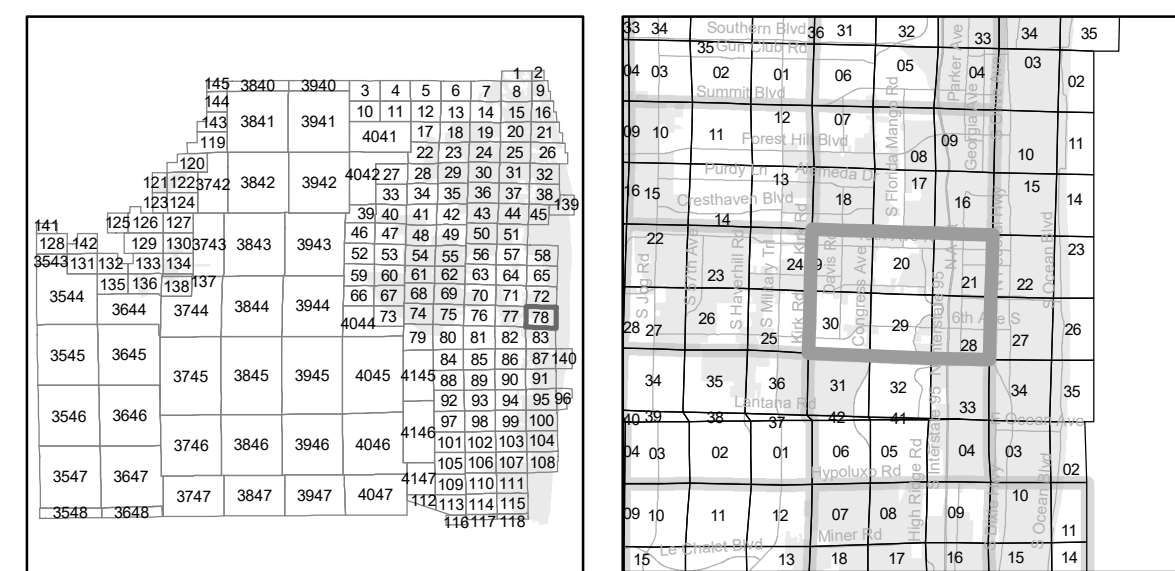 1 2
145 3840 3940 3 4 5 6 7 8 9
144 3841 3941 10 11 12 13 14 15 16
143 4041 17 18 19 20 21
119 22 23 24 25 26
120
121 122 3742 3842 3942 4042 27 28 29 30 31 32
123 124 33 34 35 36 37 38 139
141 125 126 127 39 40 41 42 43 44 45
128 142 129 130 3743 3843 3943 46 47 48 49 50 51
3543 131 132 133 134 52 53 54 55 56 57 58
135 136 138 137 59 60 61 62 63 64 65
3544 3644 3744 3844 3944 66 67 68 69 70 71 72
4044 73 74 75 76 77 78
79 80 81 82 83
3545 3645 84 85 86 87 140
3745 3845 3945 4045 4145 88 89 90 91
3546 3646 92 93 94 95 96
3746 3846 3946 4046 4146 97 98 99 100
101 102 103 104
3547 3647 105 106 107 108
3747 3847 3947 4047 4147 109 110 111
112 113 114 115
3548 3648 116 117 118
33 34 Southern Blvd 36 31 32 33 34 35
35 Gun Club Rd
04 03 02 01 06 05 04 03 02
Summit Blvd
Parker Ave
Georgia Ave
S Florida Mango Rd
09 10 11 12 07 08 09 10 11
Forest Hill Blvd
Purdy Ln Alameda Dr
16 15 14 13 18 17 16 15 14
Cresthaven Blvd
22 23 24 19 20 21 22 23
S Jog Rd
S 57th Ave
S Haverhill Rd
S Military Trl
Kirk Rd
Kirk Rd
Davis Rd
Congress Ave
S Interstate 95
N Interstate 95
S Ocean Blvd
28 27 26 25 30 29 28 27 26
6th Ave S
34 35 36 31 32 33 34 35
Lantana Rd
40 39 38 37 42 41 E Ocean Ave
04 03 02 01 06 05 04 03 02
Hypoluxo Rd
High Ridge Rd
S Dixie Hwy
S Ocean Blvd
09 10 11 12 07 08 09 10 11
Miner Rd
Le Chalet Blvd
15 13 18 17 16 15 14